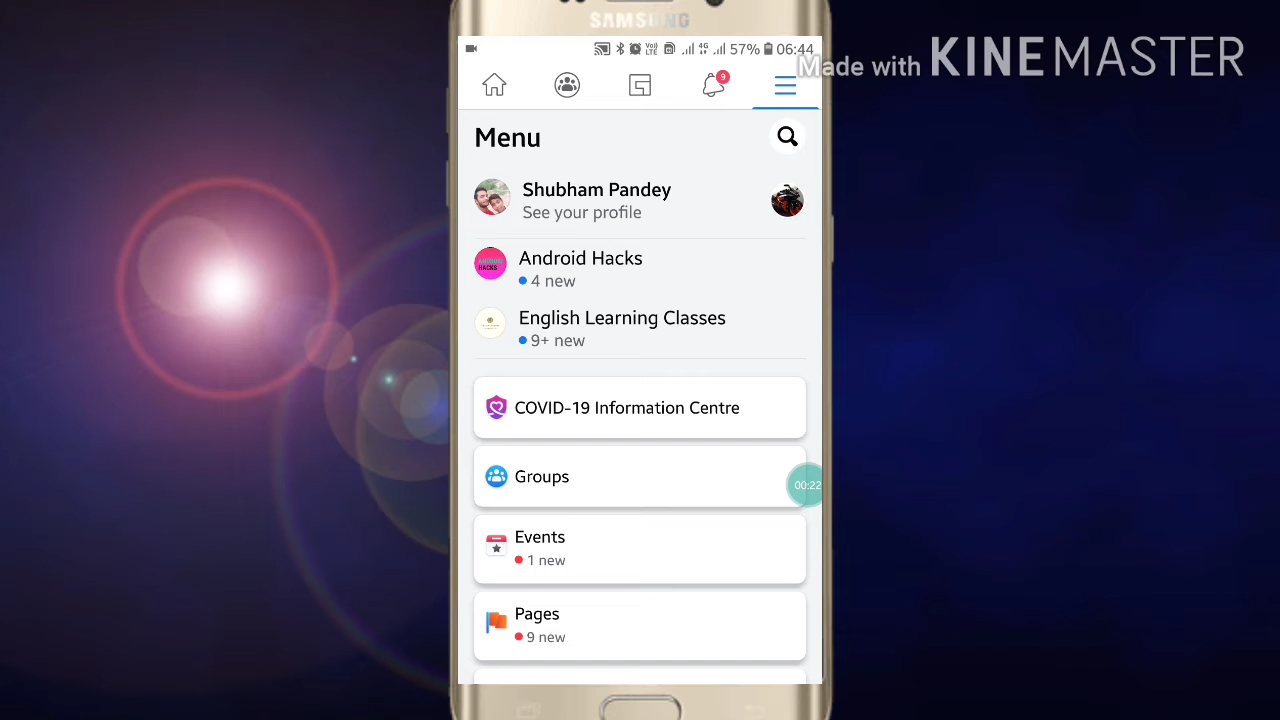 SAMSUNG
57% 06:44
Made with KINEMASTER
9
Menu
Shubham Pandey
See your profile
Android Hacks
4 new
English Learning Classes
9+ new
COVID-19 Information Centre
Groups
00:22
Events
1 new
Pages
9 new